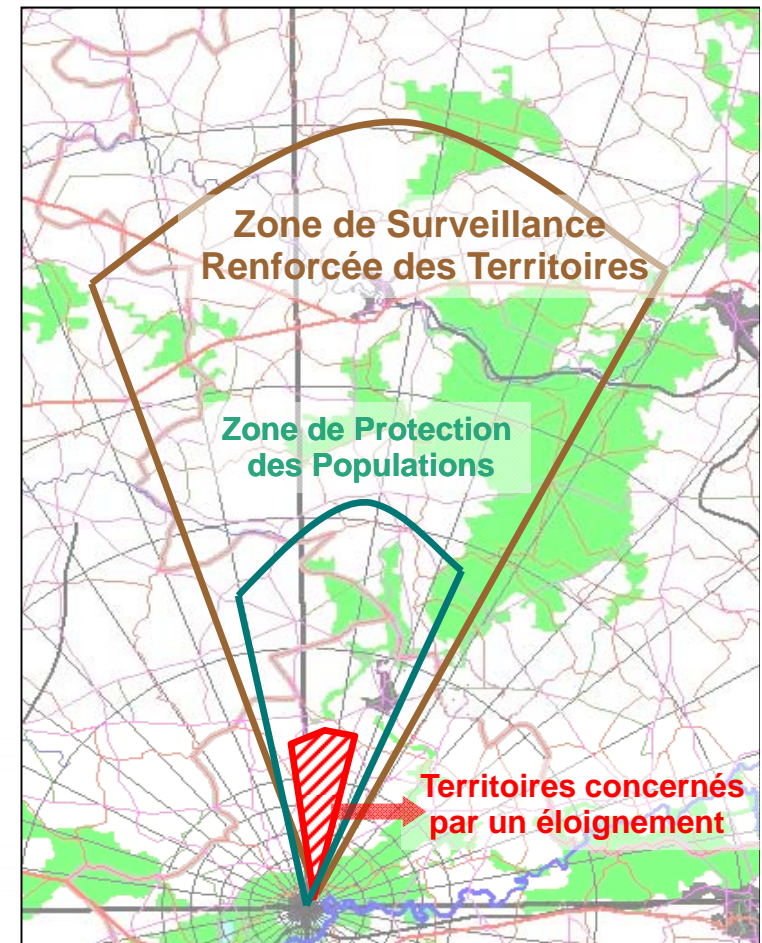 Zone de Surveillance
Renforcée des Territoires
Zone de Protection
des Populations
Territoires concernés
par un éloignement